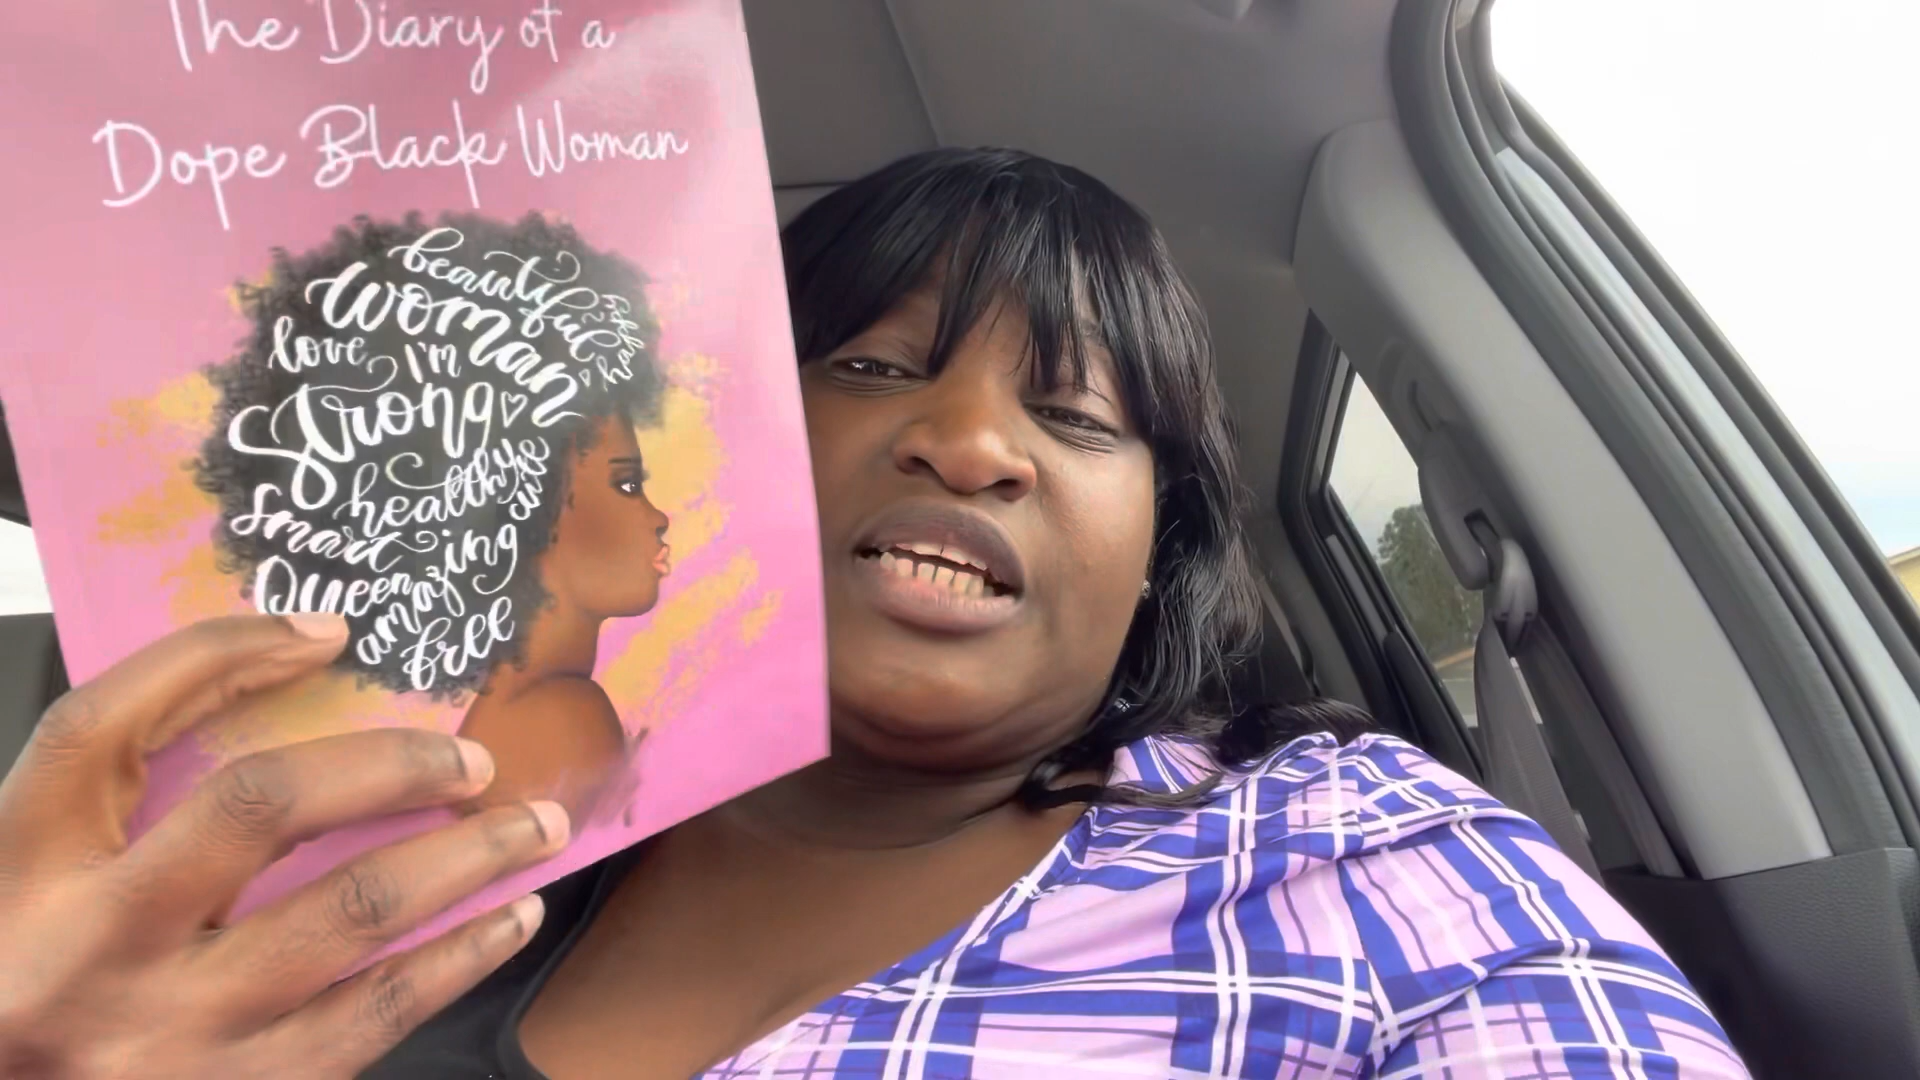 The Diary of a
Dope Black Woman
beautiful
woman
happy
love
I'm
Strong
healthy
cute
smart
Queen
amazing
free